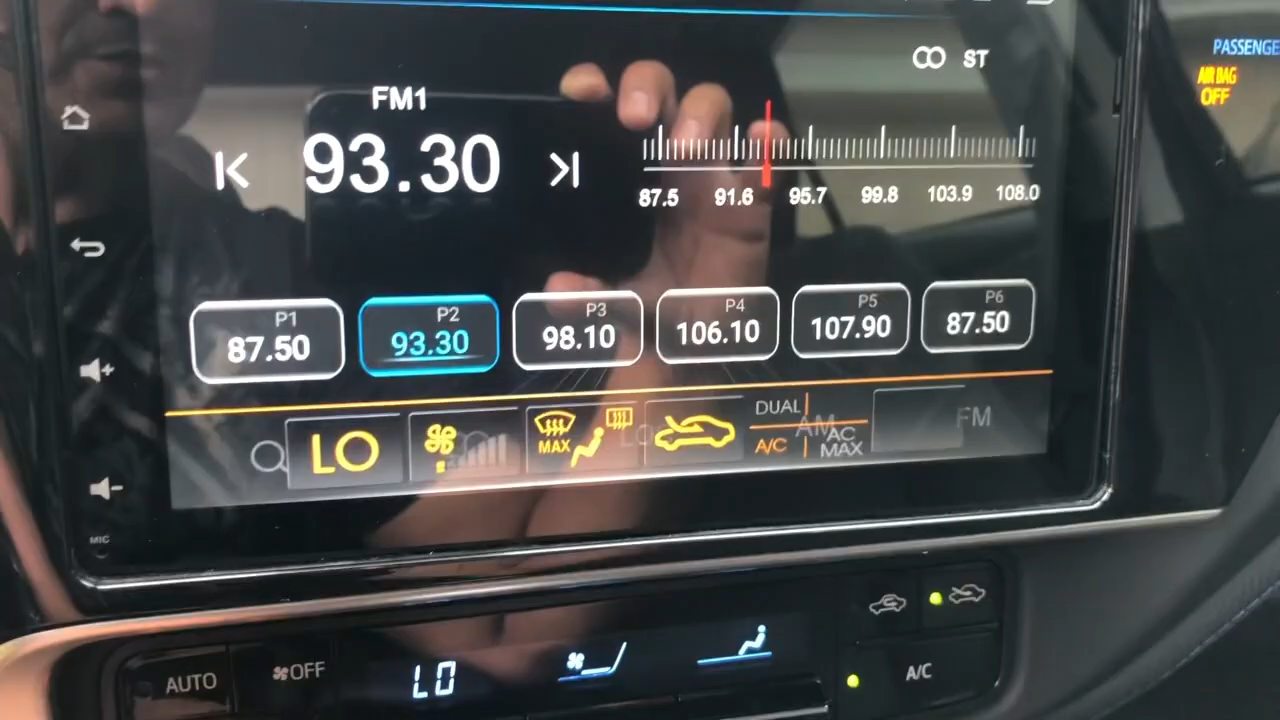 PASSENGE
AIR BAG
OFF
ST
FM1
93.30
87.5 91.6 95.7 99.8 103.9 108.0
P1
87.50
P2
93.30
P3
98.10
P4
106.10
P5
107.90
P6
87.50
LO
MAX
DUAL
A/C
AC
MAX
AM
FM
MIC
AUTO
OFF
LO
A/C